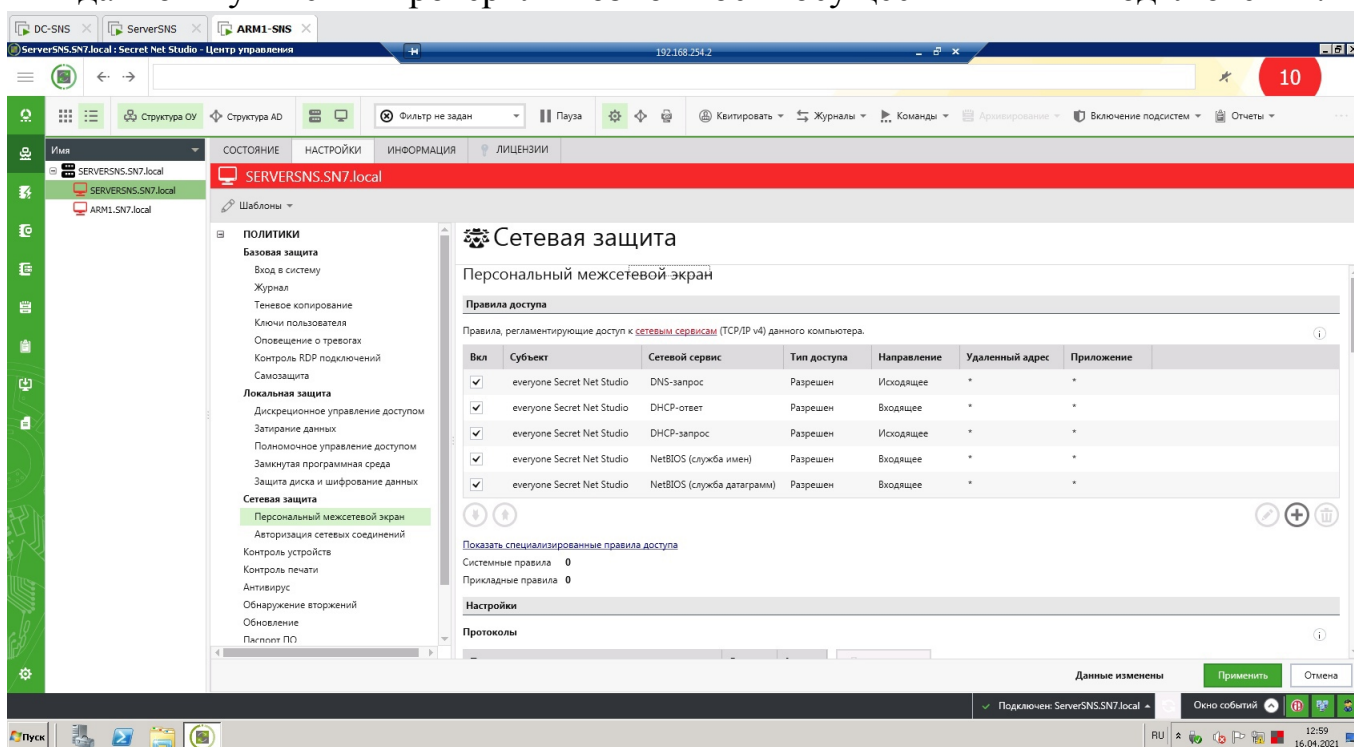 DC-SNS
ServerSNS
ARM1-SNS
ServerSNS.SN7.local : Secret Net Studio - Центр управления
192.168.254.2
10
Структура ОУ
Структура AD
Фильтр не задан
Пауза
Квитировать
Журналы
Команды
Архивирование
Включение подсистем
Отчеты
Имя
SERVERSNS.SN7.local
SERVERSNS.SN7.local
ARM1.SN7.local
СОСТОЯНИЕ
НАСТРОЙКИ
ИНФОРМАЦИЯ
ЛИЦЕНЗИИ
SERVERSNS.SN7.local
Шаблоны
ПОЛИТИКИ
Базовая защита
Вход в систему
Журнал
Теневое копирование
Ключи пользователя
Оповещение о тревогах
Контроль RDP подключений
Самозащита
Локальная защита
Дискреционное управление доступом
Затирание данных
Полномочное управление доступом
Замкнутая программная среда
Защита диска и шифрование данных
Сетевая защита
Персональный межсетевой экран
Авторизация сетевых соединений
Контроль устройств
Контроль печати
Антивирус
Обнаружение вторжений
Обновление
Паспорт ПО
Сетевая защита
Персональный межсетевой экран
Правила доступа
Правила, регламентирующие доступ к сетевым сервисам (TCP/IP v4) данного компьютера.
Вкл Субъект Сетевой сервис Тип доступа Направление Удаленный адрес Приложение
everyone Secret Net Studio DNS-запрос Разрешен Исходящее * *
everyone Secret Net Studio DHCP-ответ Разрешен Входящее * *
everyone Secret Net Studio DHCP-запрос Разрешен Исходящее * *
everyone Secret Net Studio NetBIOS (служба имен) Разрешен Входящее * *
everyone Secret Net Studio NetBIOS (служба датаграмм) Разрешен Входящее * *
Показать специализированные правила доступа
Системные правила 0
Прикладные правила 0
Настройки
Протоколы
Данные изменены
Применить
Отмена
Подключен: ServerSNS.SN7.local
Окно событий
Пуск
RU
12:59
16.04.2021